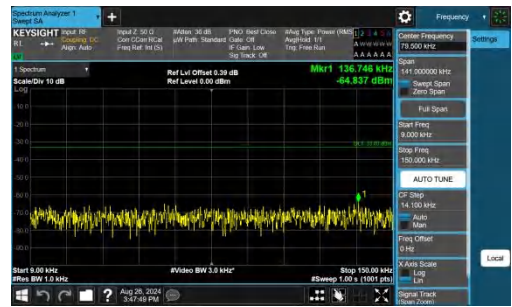 Spectrum Analyzer 1
Swept SA
+
Frequency
KEYSIGHT
Input: RF
Coupling: DC
Align: Auto
Input Z: 50 Ω
Corr CCorr RCal
Freq Ref: Int (S)
#Atten: 30 dB
µW Path: Standard
PNO: Best Close
Gate: Off
IF Gain: Low
Sig Track: Off
#Avg Type: Power (RMS
Avg|Hold: 1/1
Trig: Free Run
1 Spectrum
Scale/Div 10 dB
Log
Ref Lvl Offset 0.39 dB
Ref Level 0.00 dBm
Mkr1 136.746 kHz
-64.837 dBm
1
Start 9.00 kHz
#Res BW 1.0 kHz
#Video BW 3.0 kHz*
Stop 150.00 kHz
#Sweep 1.00 s (1001 pts)
Center Frequency
79.500 kHz
Settings
Span
141.000000 kHz
Swept Span
Zero Span
Full Span
Start Freq
9.000 kHz
Stop Freq
150.000 kHz
AUTO TUNE
CF Step
14.100 kHz
Auto
Man
Freq Offset
0 Hz
X Axis Scale
Log
Lin
Local
Signal Track
(Span Zoom)
?
Aug 26, 2024
3:47:49 PM